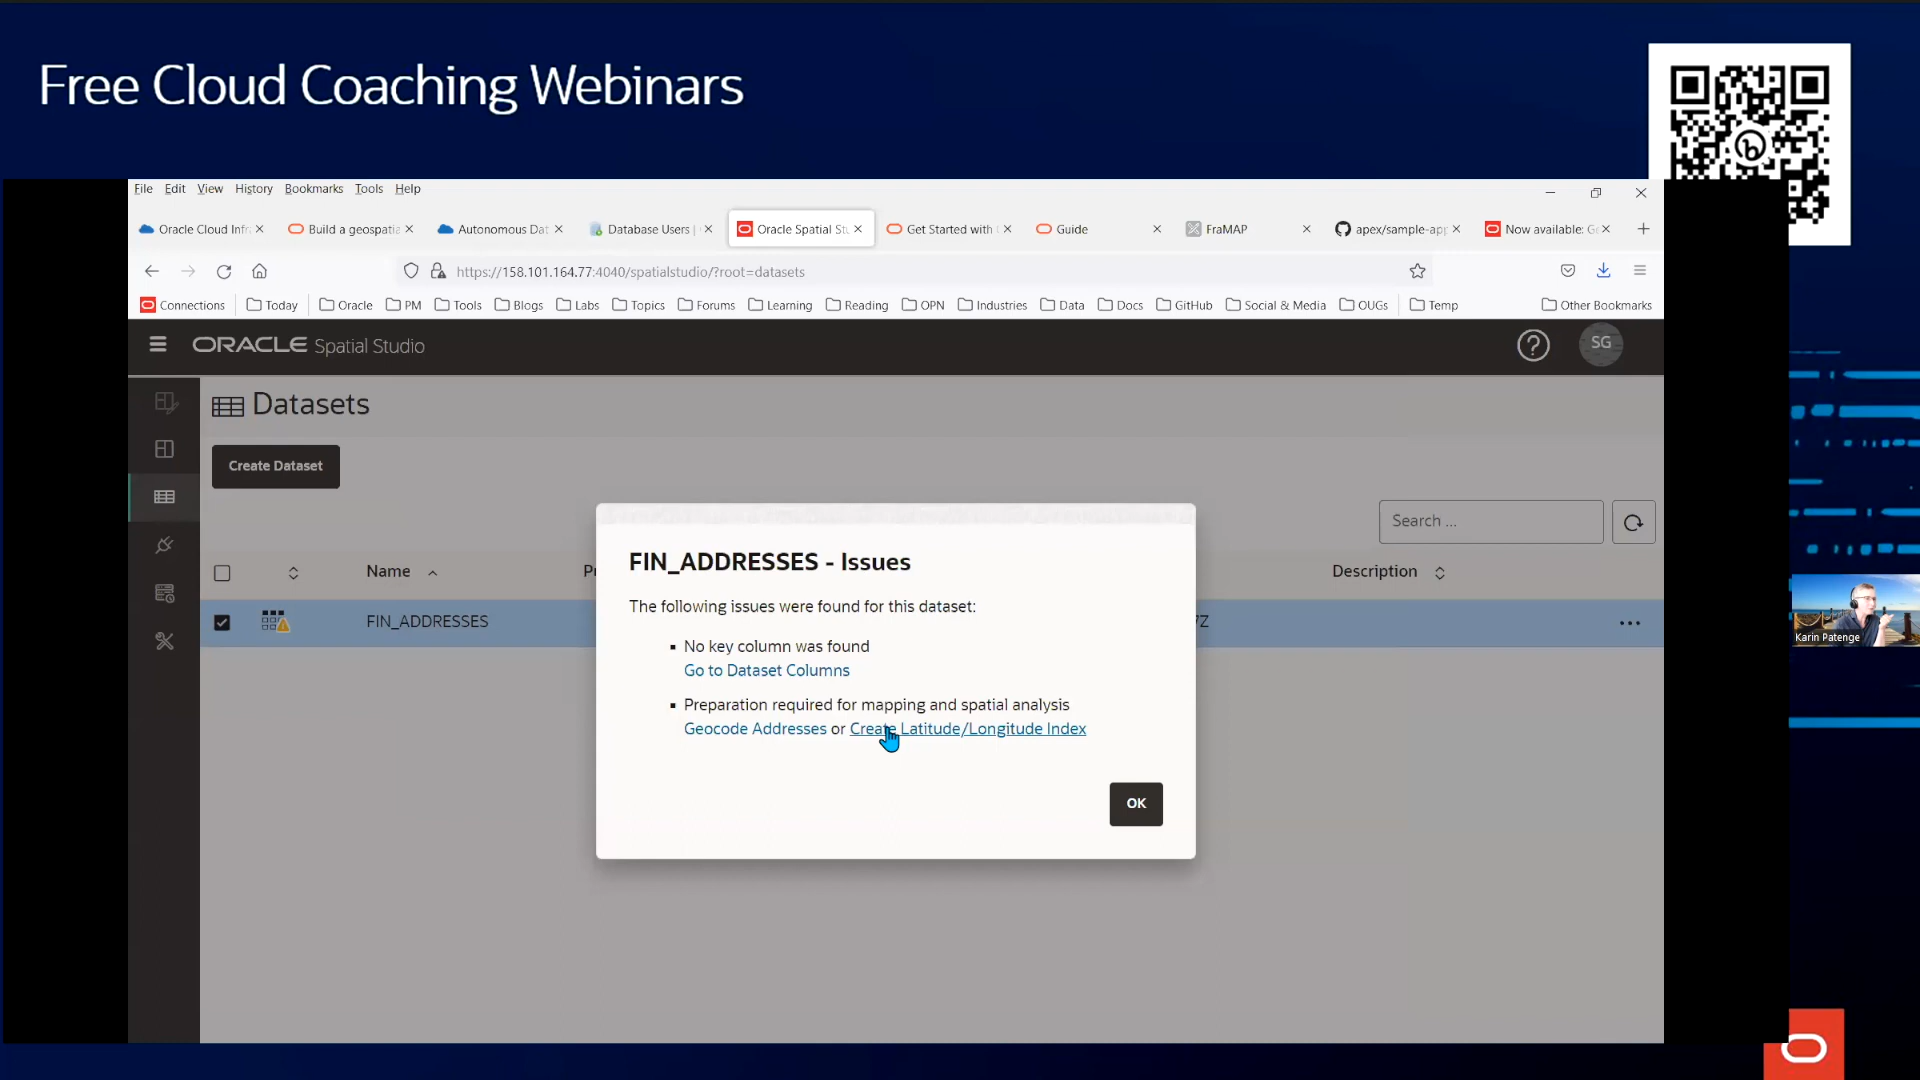 Free Cloud Coaching Webinars
File Edit View History Bookmarks Tools Help
Oracle Cloud Infr
Build a geospatia
Autonomous Dat
Database Users |
Oracle Spatial Stu
Get Started with
Guide
FraMAP
apex/sample-app
Now available: Ge
https://158.101.164.77:4040/spatialstudio/?root=datasets
Connections Today Oracle PM Tools Blogs Labs Topics Forums Learning Reading OPN Industries Data Docs GitHub Social & Media OUGs Temp Other Bookmarks
ORACLE Spatial Studio
SG
Datasets
Create Dataset
Search ...
Name
Description
FIN_ADDRESSES
7Z
FIN_ADDRESSES - Issues
The following issues were found for this dataset:
No key column was found
Go to Dataset Columns
Preparation required for mapping and spatial analysis
Geocode Addresses or Create Latitude/Longitude Index
OK
Karin Patenge